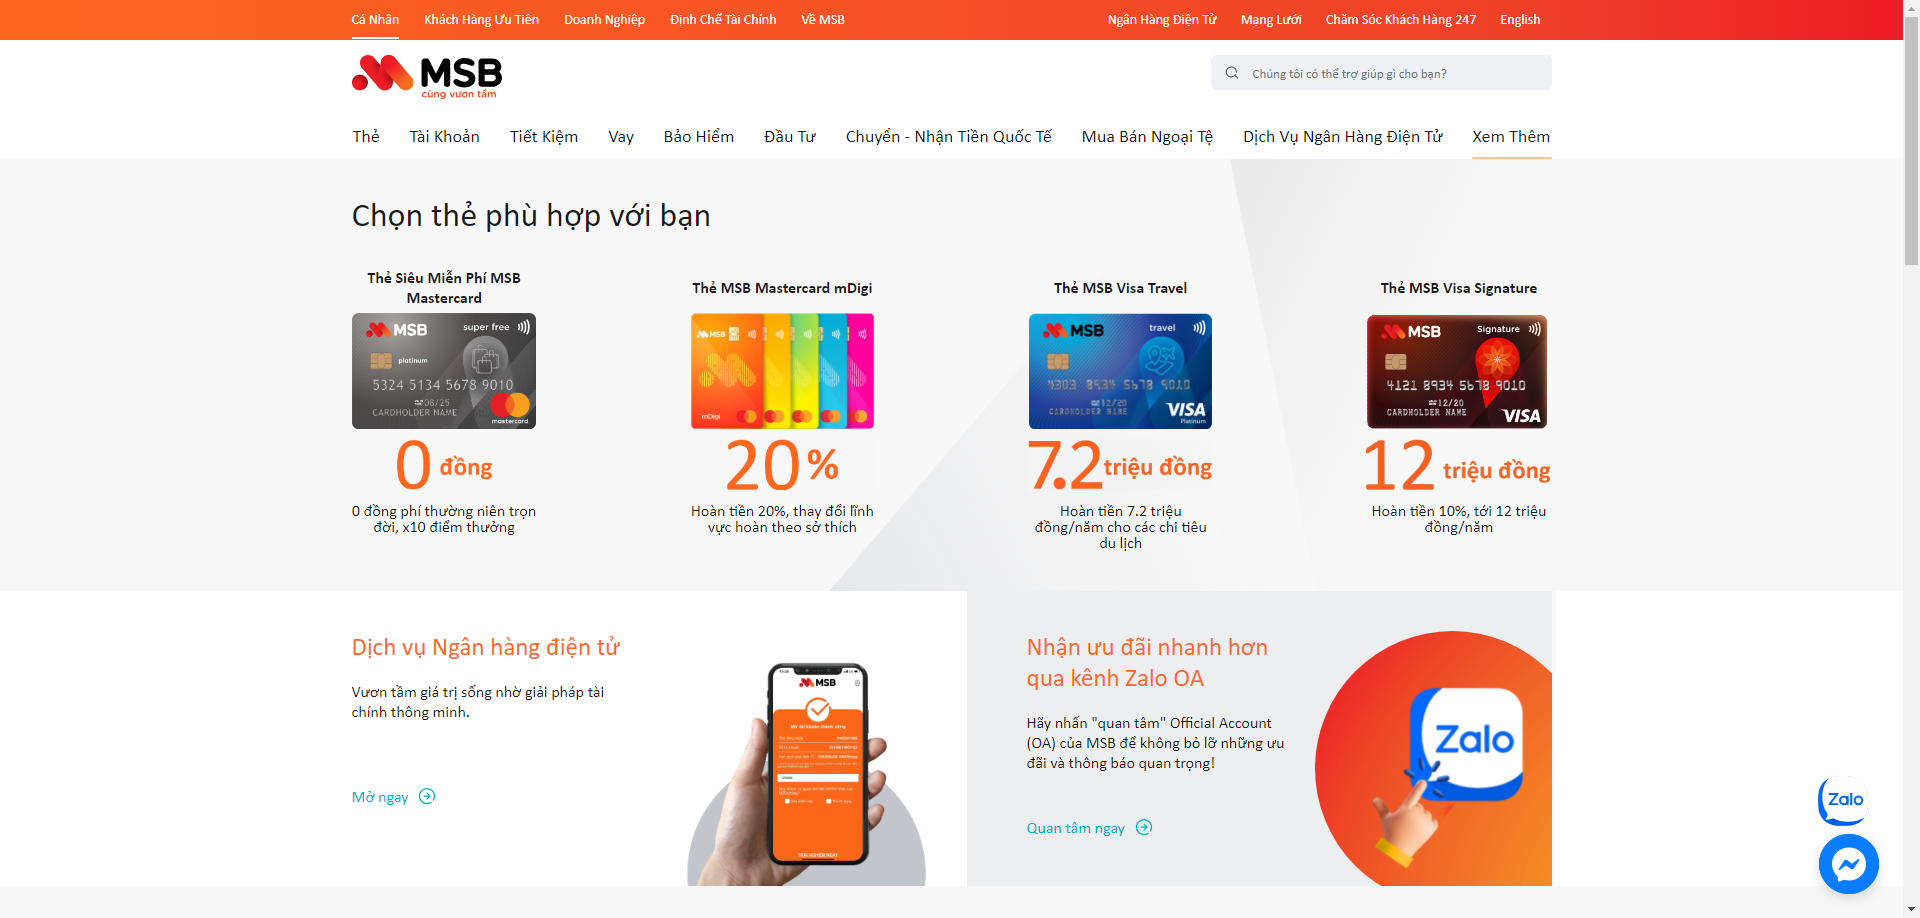 Cá Nhân Khách Hàng Ưu Tiên Doanh Nghiệp Định Chế Tài Chính Về MSB Ngân Hàng Điện Tử Mạng Lưới Chăm Sóc Khách Hàng 247 English
MSB
cùng vươn tầm
Chúng tôi có thể trợ giúp gì cho bạn?
Thẻ Tài Khoản Tiết Kiệm Vay Bảo Hiểm Đầu Tư Chuyển - Nhận Tiền Quốc Tế Mua Bán Ngoại Tệ Dịch Vụ Ngân Hàng Điện Tử Xem Thêm
Chọn thẻ phù hợp với bạn
Thẻ Siêu Miễn Phí MSB
Mastercard
MSB super free
platinum
5324 5134 5678 9010
08/25
CARDHOLDER NAME
mastercard
0 đồng
0 đồng phí thường niên trọn
đời, x10 điểm thưởng
Thẻ MSB Mastercard mDigi
MSB
mDigi
20%
Hoàn tiền 20%, thay đổi lĩnh
vực hoàn theo sở thích
Thẻ MSB Visa Travel
MSB travel
4303 8934 5678 9010
12/20
CARDHOLDER NAME
VISA
Platinum
7.2 triệu đồng
Hoàn tiền 7.2 triệu
đồng/năm cho các chi tiêu
du lịch
Thẻ MSB Visa Signature
MSB Signature
4121 8934 5678 9010
12/20
CARDHOLDER NAME
VISA
12 triệu đồng
Hoàn tiền 10%, tới 12 triệu
đồng/năm
Dịch vụ Ngân hàng điện tử
Vươn tầm giá trị sống nhờ giải pháp tài
chính thông minh.
Mở ngay
MSB
Nhận ưu đãi nhanh hơn
qua kênh Zalo OA
Hãy nhấn "quan tâm" Official Account
(OA) của MSB để không bỏ lỡ những ưu
đãi và thông báo quan trọng!
Quan tâm ngay
Zalo
Zalo